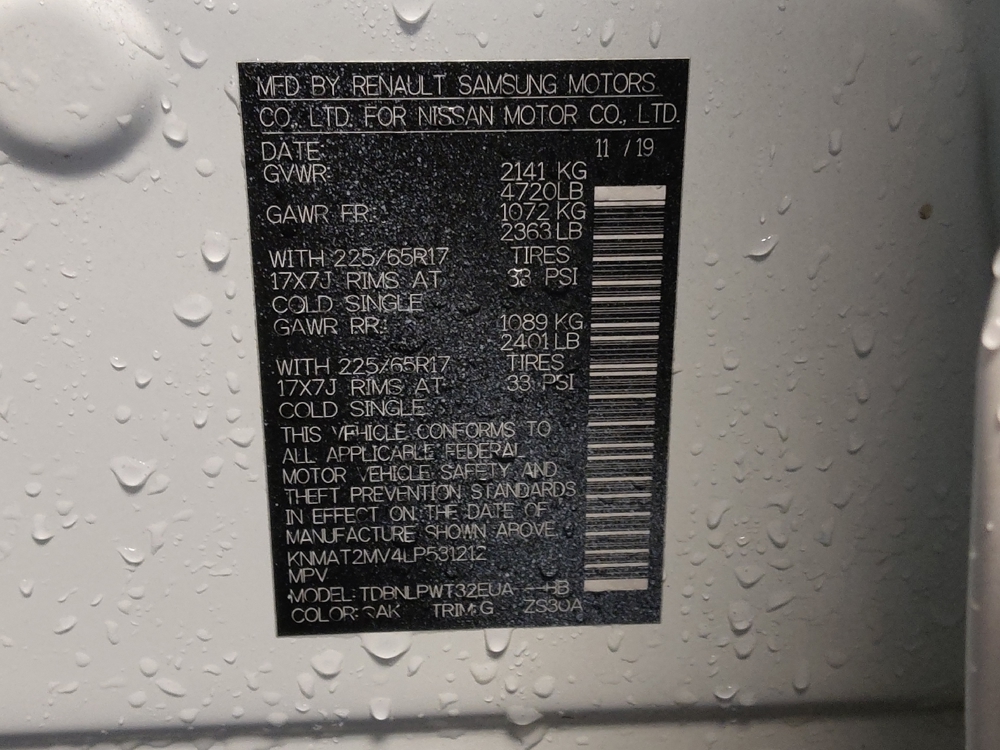 MFD BY RENAULT SAMSUNG MOTORS
CO., LTD. FOR NISSAN MOTOR CO., LTD.
DATE: 11 / 19
GVWR: 2141 KG
4720LB
GAWR FR: 1072 KG
2363 LB
WITH 225/65R17 TIRES
17X7J RIMS AT 33 PSI
COLD SINGLE
GAWR RR: 1089 KG
2401LB
WITH 225/65R17 TIRES
17X7J RIMS AT 33 PSI
COLD SINGLE
THIS VEHICLE CONFORMS TO
ALL APPLICABLE FEDERAL
MOTOR VEHICLE SAFETY AND
THEFT PREVENTION STANDARDS
IN EFFECT ON THE DATE OF
MANUFACTURE SHOWN ABOVE
KNMAT2MV4LP531212
MPV
MODEL: TDBNLPWT32EUA
COLOR: TRIM:G ZS30A